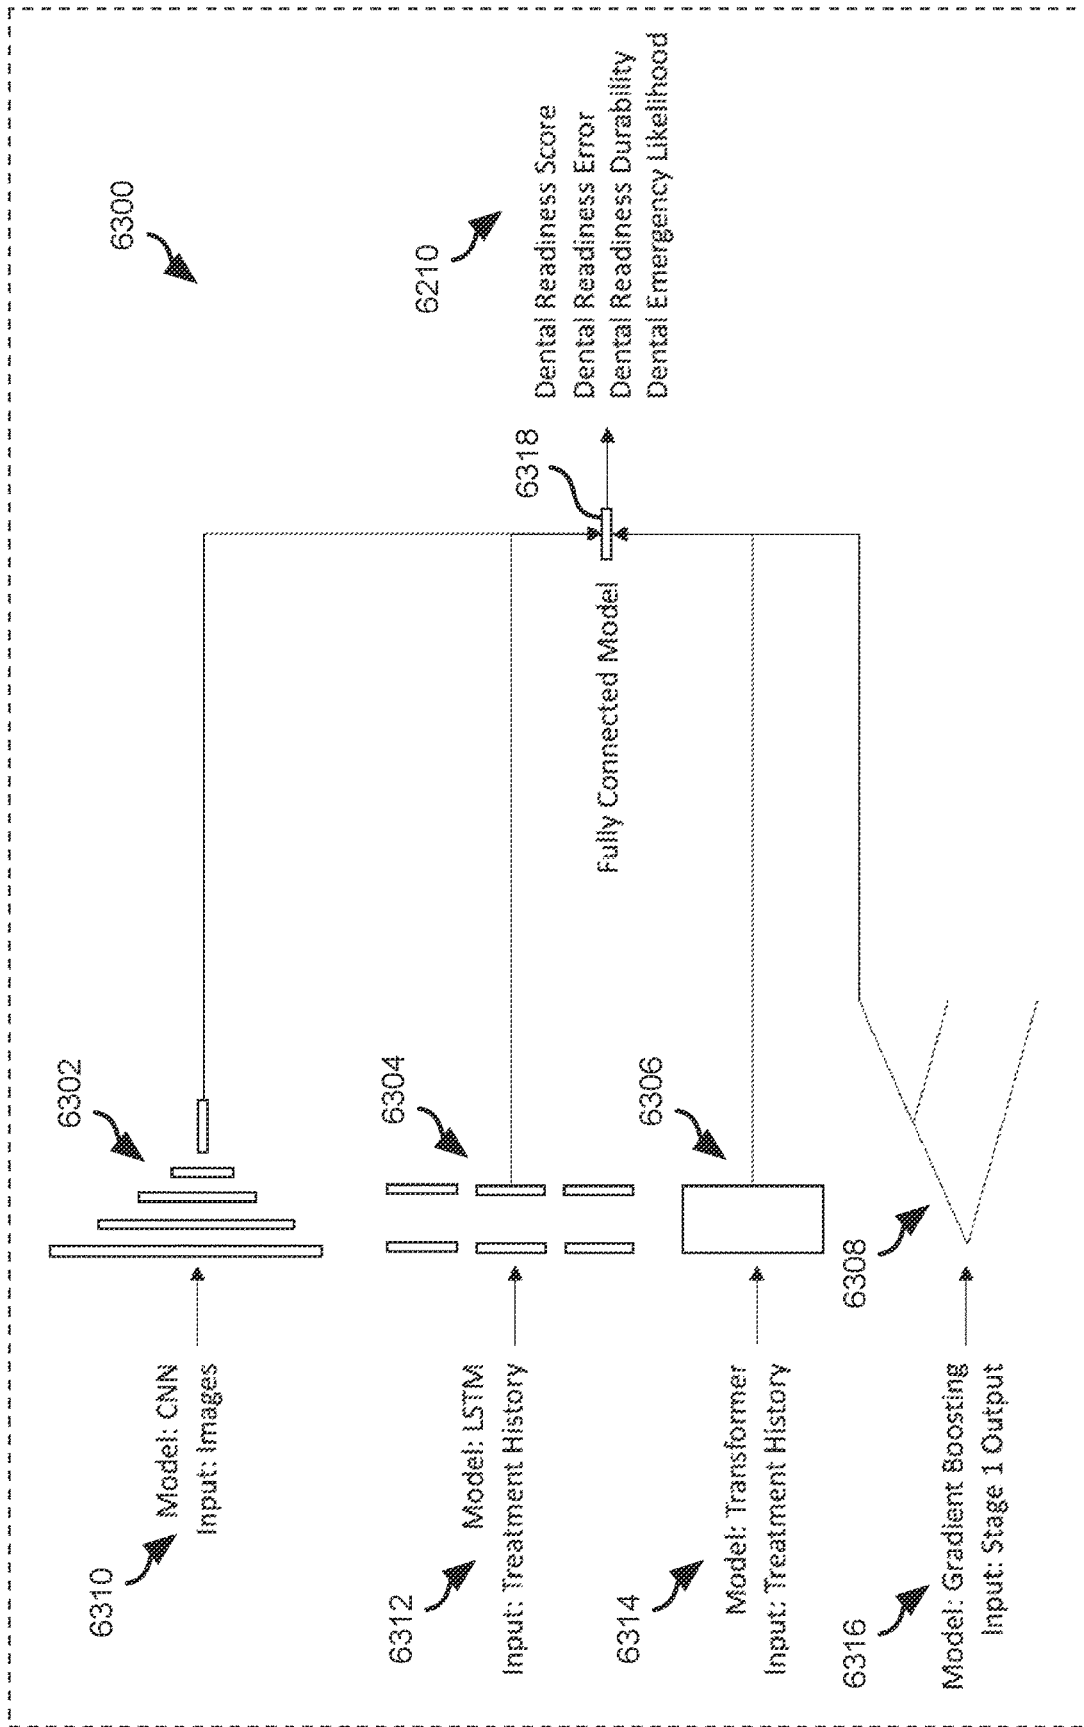 6300
6302
6310
Model: CNN
Input: Images
6304
6312
Model: LSTM
Input: Treatment History
6306
6314
Model: Transformer
Input: Treatment History
6308
6316
Model: Gradient Boosting
Input: Stage 1 Output
6318
Fully Connected Model
6210
Dental Readiness Score
Dental Readiness Error
Dental Readiness Durability
Dental Emergency Likelihood